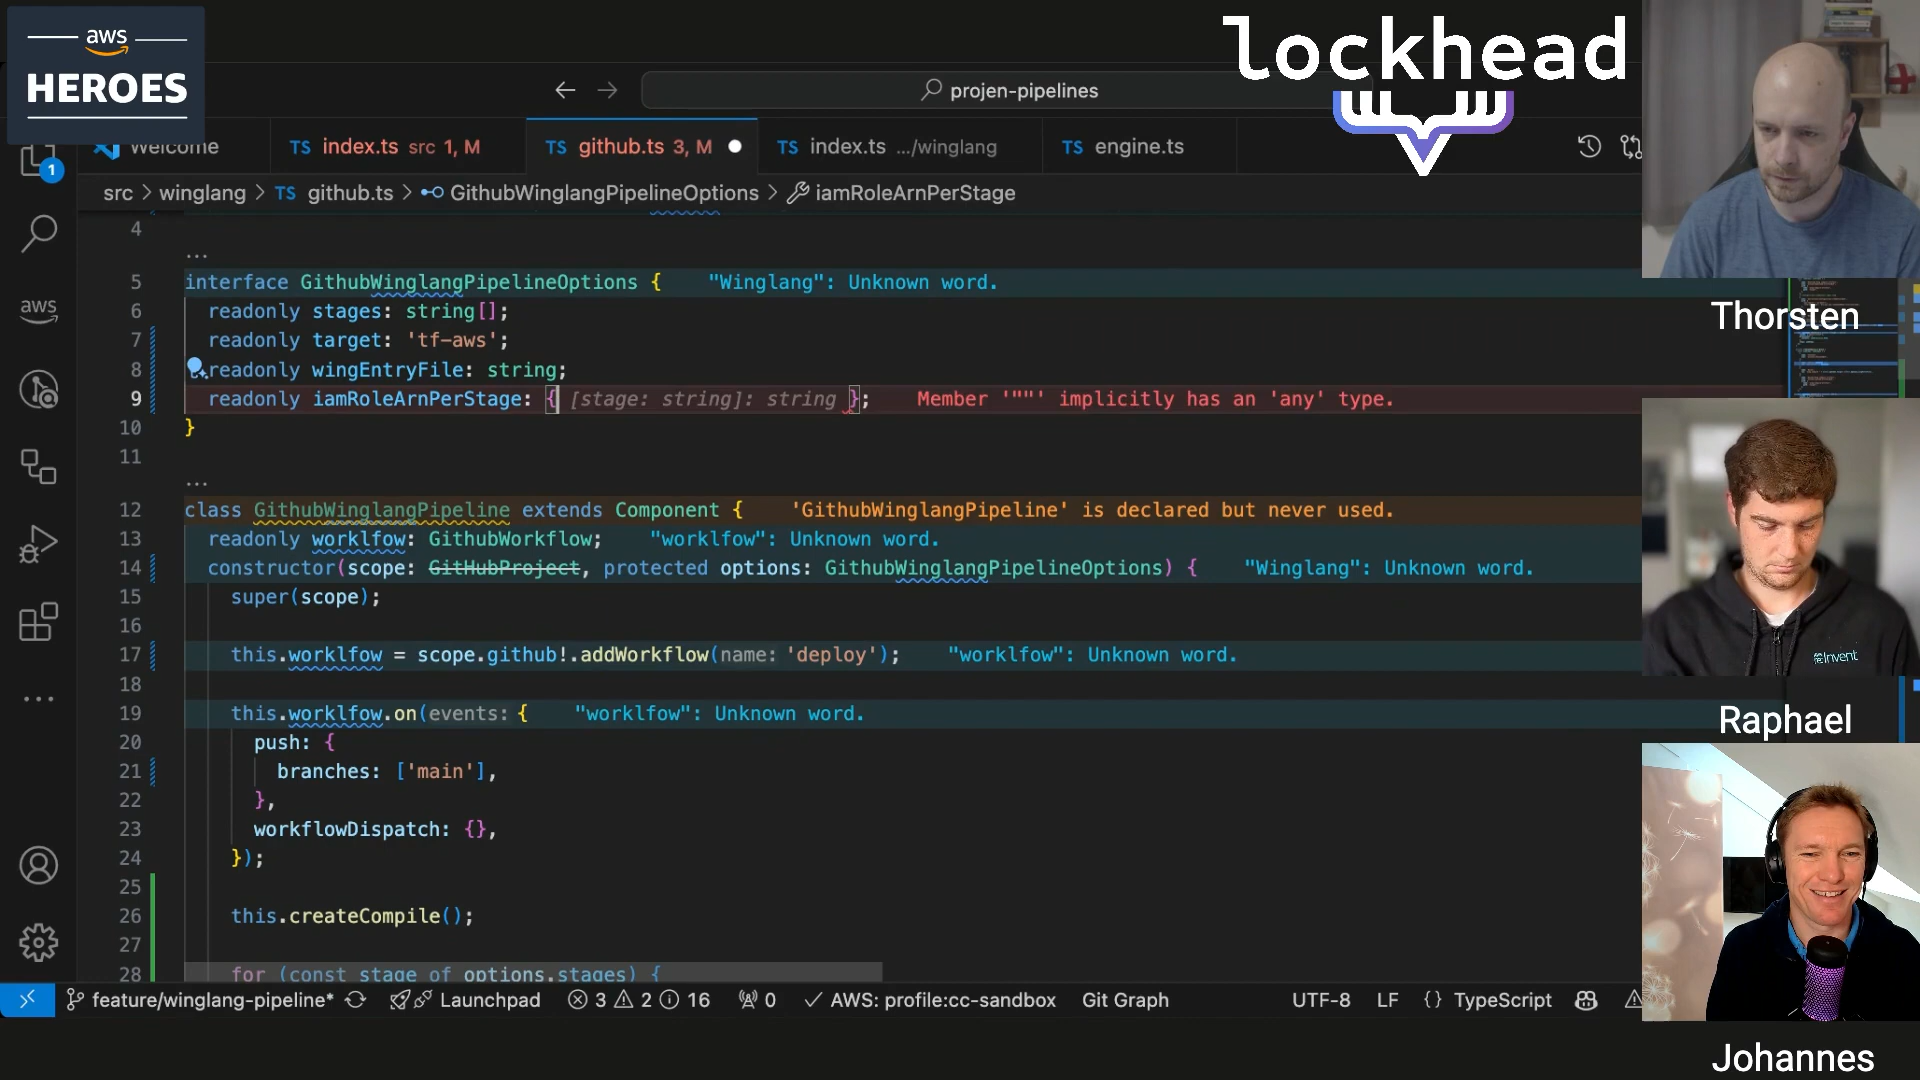 aws
HEROES
lockhead
projen-pipelines
1
Welcome
TS index.ts src 1, M
TS github.ts 3, M
TS index.ts .../winglang
TS engine.ts
src > winglang > TS github.ts > GithubWinglangPipelineOptions > iamRoleArnPerStage
aws
4
...
5 interface GithubWinglangPipelineOptions { "Winglang": Unknown word.
6 readonly stages: string[];
7 readonly target: 'tf-aws';
8 readonly wingEntryFile: string;
9 readonly iamRoleArnPerStage: { [stage: string]: string }; Member '""' implicitly has an 'any' type.
10 }
11
...
12 class GithubWinglangPipeline extends Component { 'GithubWinglangPipeline' is declared but never used.
13 readonly worklfow: GithubWorkflow; "worklfow": Unknown word.
14 constructor(scope: GitHubProject, protected options: GithubWinglangPipelineOptions) { "Winglang": Unknown word.
15 super(scope);
16
17 this.worklfow = scope.github!.addWorkflow(name: 'deploy'); "worklfow": Unknown word.
18
19 this.worklfow.on(events: { "worklfow": Unknown word.
20 push: {
21 branches: ['main'],
22 },
23 workflowDispatch: {},
24 });
25
26 this.createCompile();
27
28 for (const stage of options.stages) {
feature/winglang-pipeline* Launchpad 3 2 16 0 AWS: profile:cc-sandbox Git Graph UTF-8 LF {} TypeScript
Thorsten
re:Invent
Raphael
Johannes